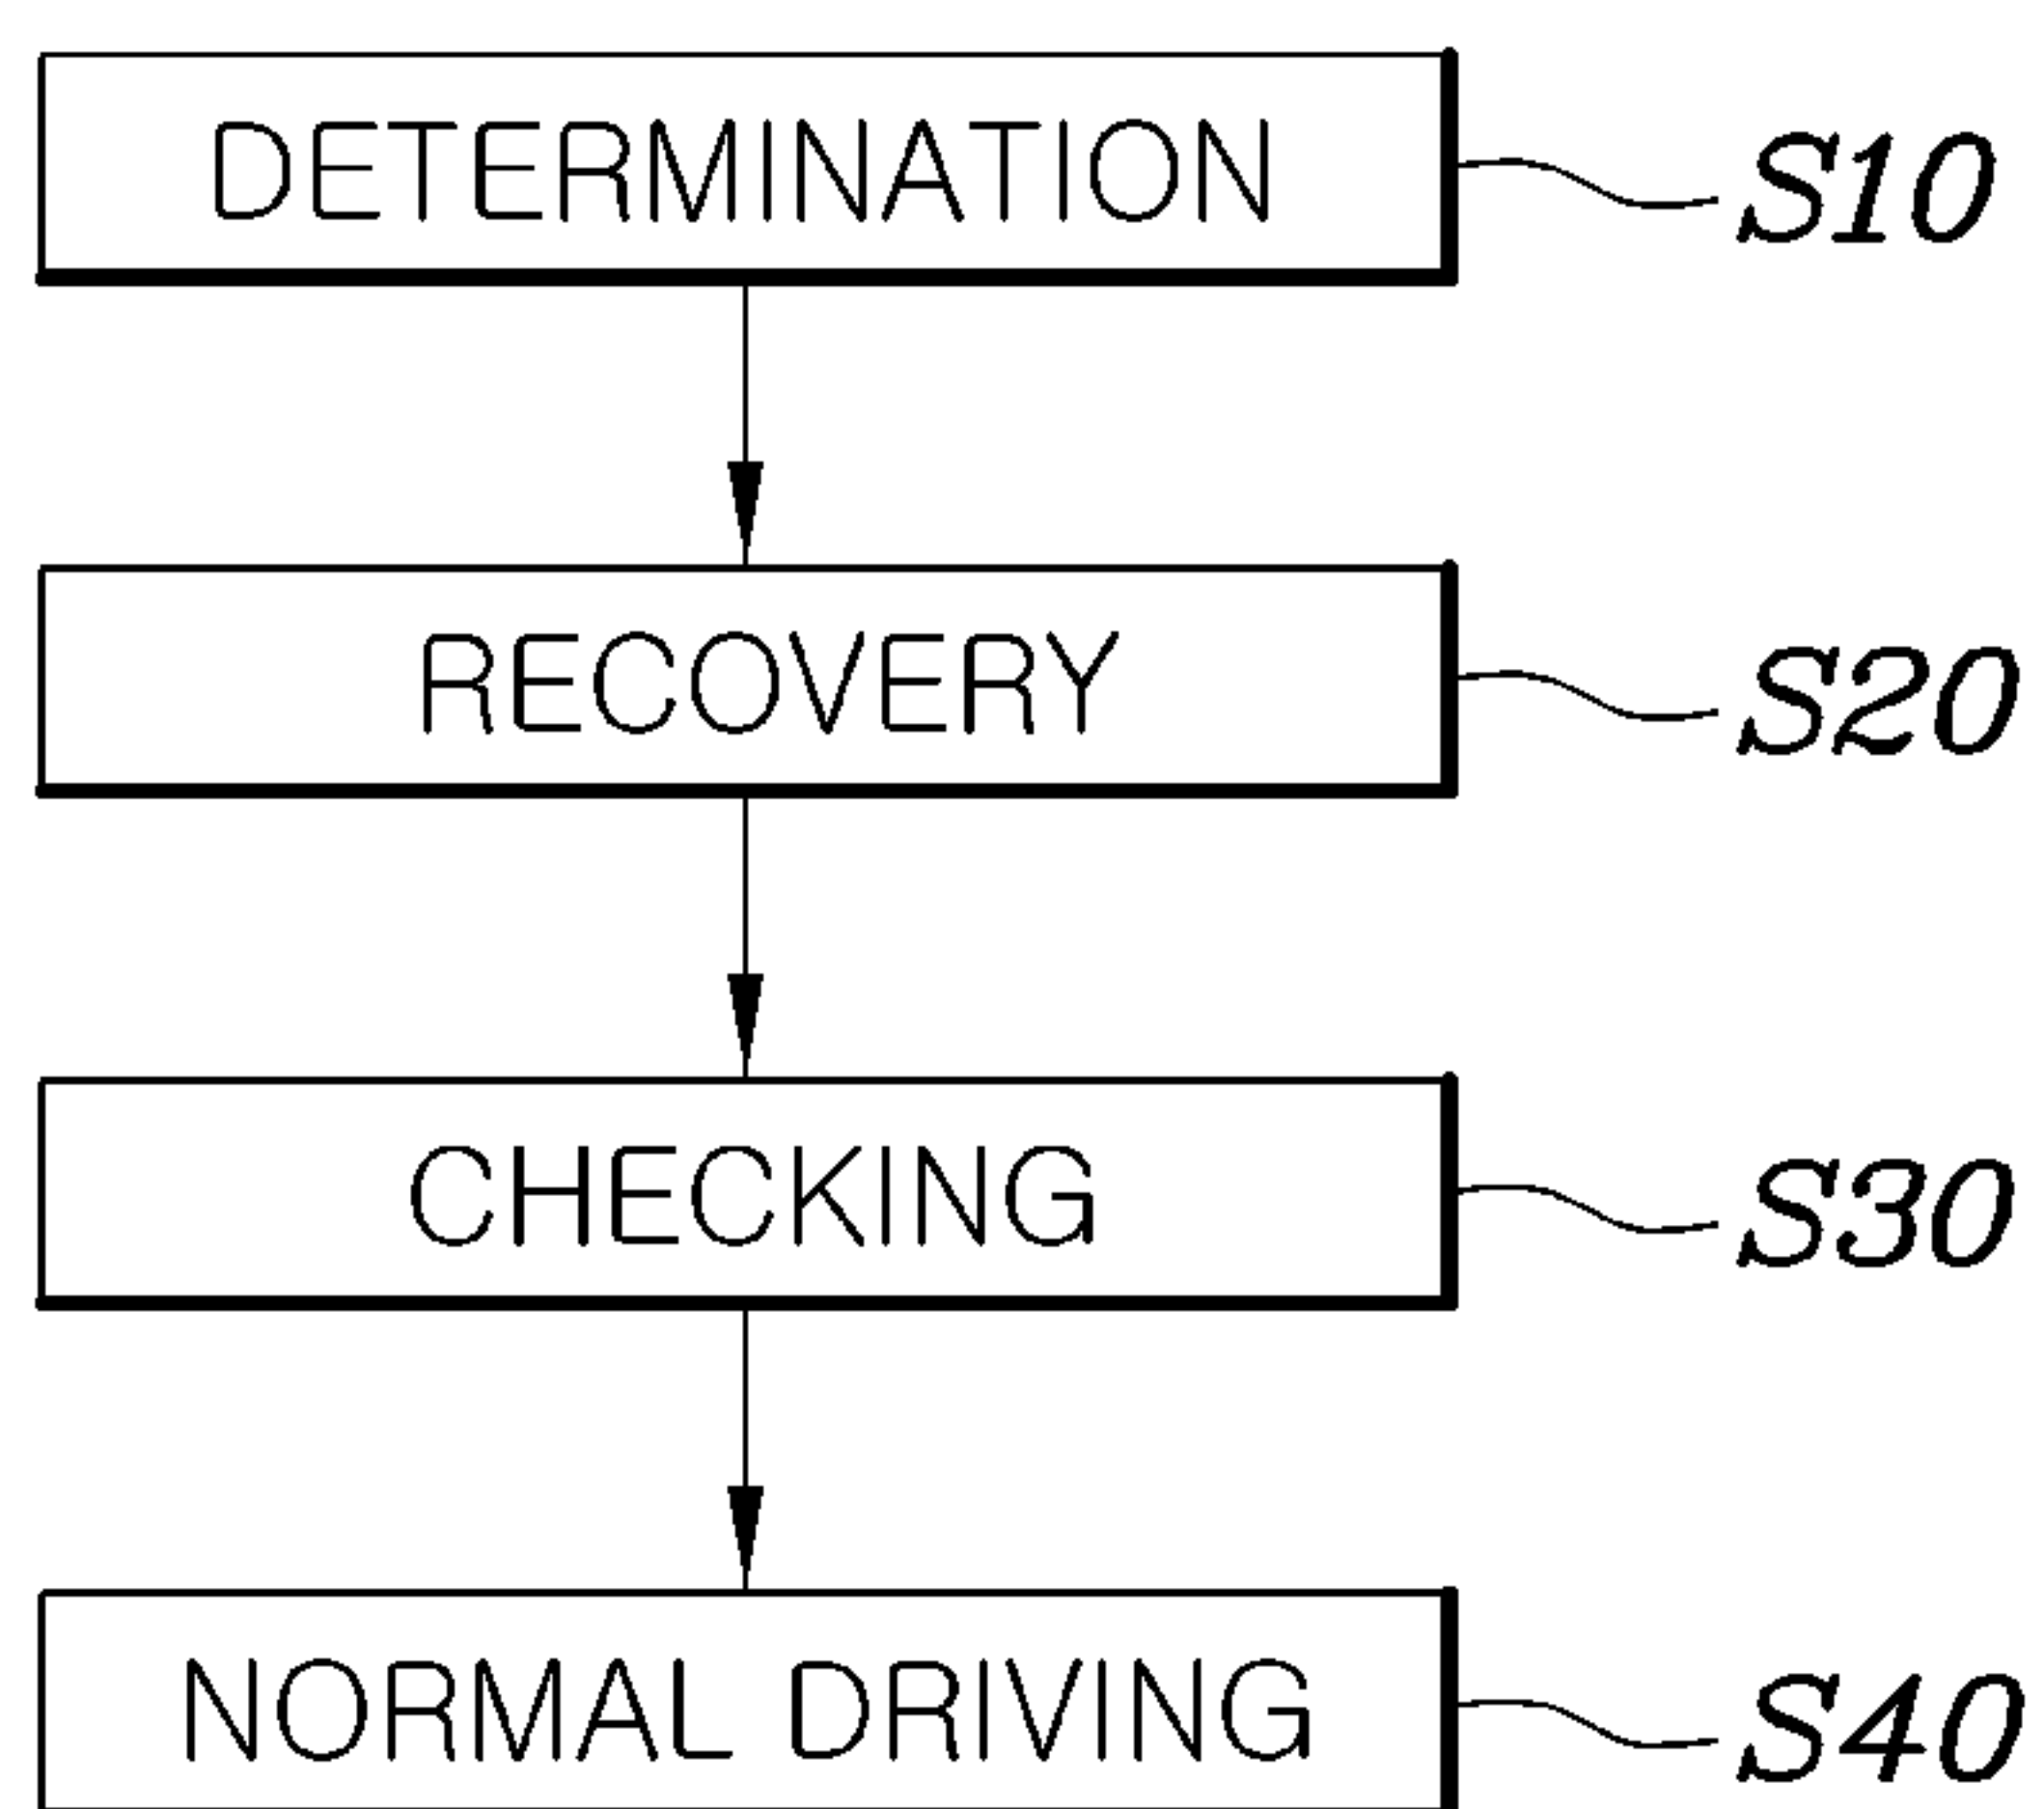 DETERMINATION
S10
RECOVERY
S20
CHECKING
S30
NORMAL DRIVING
S40